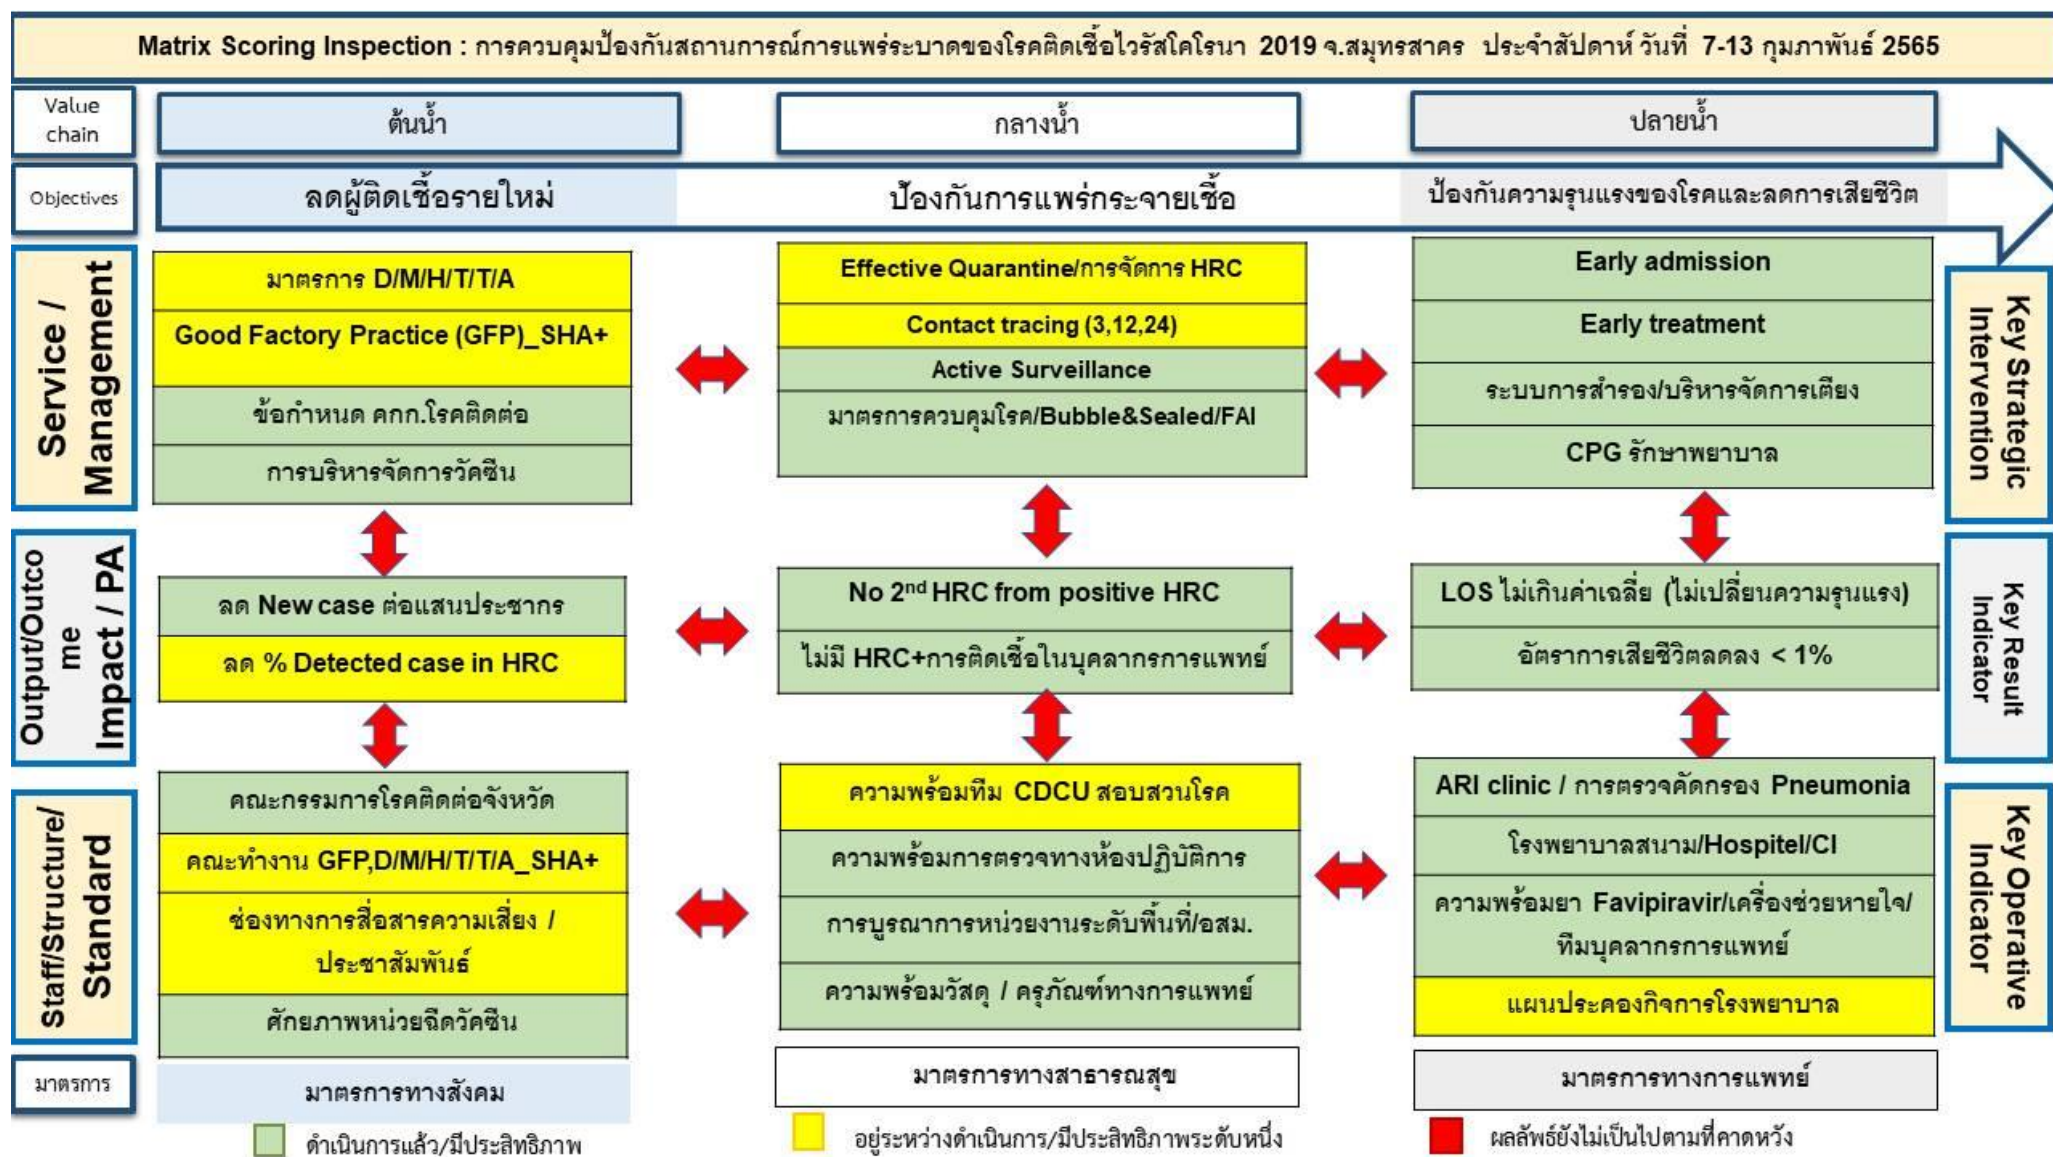 Matrix Scoring Inspection : การควบคุมป้องกันสถานการณ์การแพร่ระบาดของโรคติดเชื้อไวรัสโคโรนา 2019 จ.สมุทรสาคร ประจำสัปดาห์ วันที่ 7-13 กุมภาพันธ์ 2565
Value
chain
ต้นน้ำ
กลางน้ำ
ปลายน้ำ
Objectives
ลดผู้ติดเชื้อรายใหม่
ป้องกันการแพร่กระจายเชื้อ
ป้องกันความรุนแรงของโรคและลดการเสียชีวิต
Service /
Management
มาตรการ D/M/H/T/T/A
Good Factory Practice (GFP)_SHA+
ข้อกำหนด คกก.โรคติดต่อ
การบริหารจัดการวัคซีน
Effective Quarantine/การจัดการ HRC
Contact tracing (3,12,24)
Active Surveillance
มาตรการควบคุมโรค/Bubble&Sealed/FAI
Early admission
Early treatment
ระบบการสำรอง/บริหารจัดการเตียง
CPG รักษาพยาบาล
Key Strategic
Intervention
Output/Outco
me
Impact / PA
ลด New case ต่อแสนประชากร
ลด % Detected case in HRC
No 2nd HRC from positive HRC
ไม่มี HRC+การติดเชื้อในบุคลากรการแพทย์
LOS ไม่เกินค่าเฉลี่ย (ไม่เปลี่ยนความรุนแรง)
อัตราการเสียชีวิตลดลง < 1%
Key Result
Indicator
Staff/Structure/
Standard
คณะกรรมการโรคติดต่อจังหวัด
คณะทำงาน GFP,D/M/H/T/T/A_SHA+
ช่องทางการสื่อสารความเสี่ยง /
ประชาสัมพันธ์
ศักยภาพหน่วยฉีดวัคซีน
ความพร้อมทีม CDCU สอบสวนโรค
ความพร้อมการตรวจทางห้องปฏิบัติการ
การบูรณาการหน่วยงานระดับพื้นที่/อสม.
ความพร้อมวัสดุ / ครุภัณฑ์ทางการแพทย์
ARI clinic / การตรวจคัดกรอง Pneumonia
โรงพยาบาลสนาม/Hospitel/CI
ความพร้อมยา Favipiravir/เครื่องช่วยหายใจ/
ทีมบุคลากรการแพทย์
แผนประคองกิจการโรงพยาบาล
Key Operative
Indicator
มาตรการ
มาตรการทางสังคม
มาตรการทางสาธารณสุข
มาตรการทางการแพทย์
ดำเนินการแล้ว/มีประสิทธิภาพ
อยู่ระหว่างดำเนินการ/มีประสิทธิภาพระดับหนึ่ง
ผลลัพธ์ยังไม่เป็นไปตามที่คาดหวัง